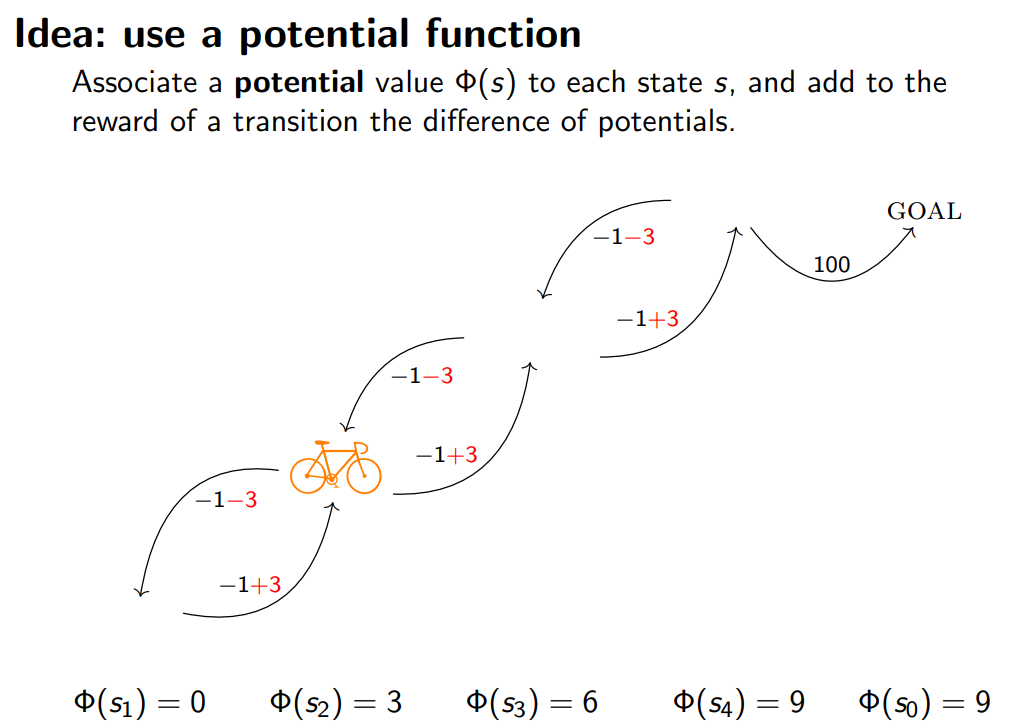 Idea: use a potential function
Associate a potential value Φ(s) to each state s, and add to the
reward of a transition the difference of potentials.
GOAL
−1−3
100
−1+3
−1−3
−1+3
−1−3
−1+3
Φ(s₁) = 0 Φ(s₂) = 3 Φ(s₃) = 6 Φ(s₄) = 9 Φ(s₀) = 9